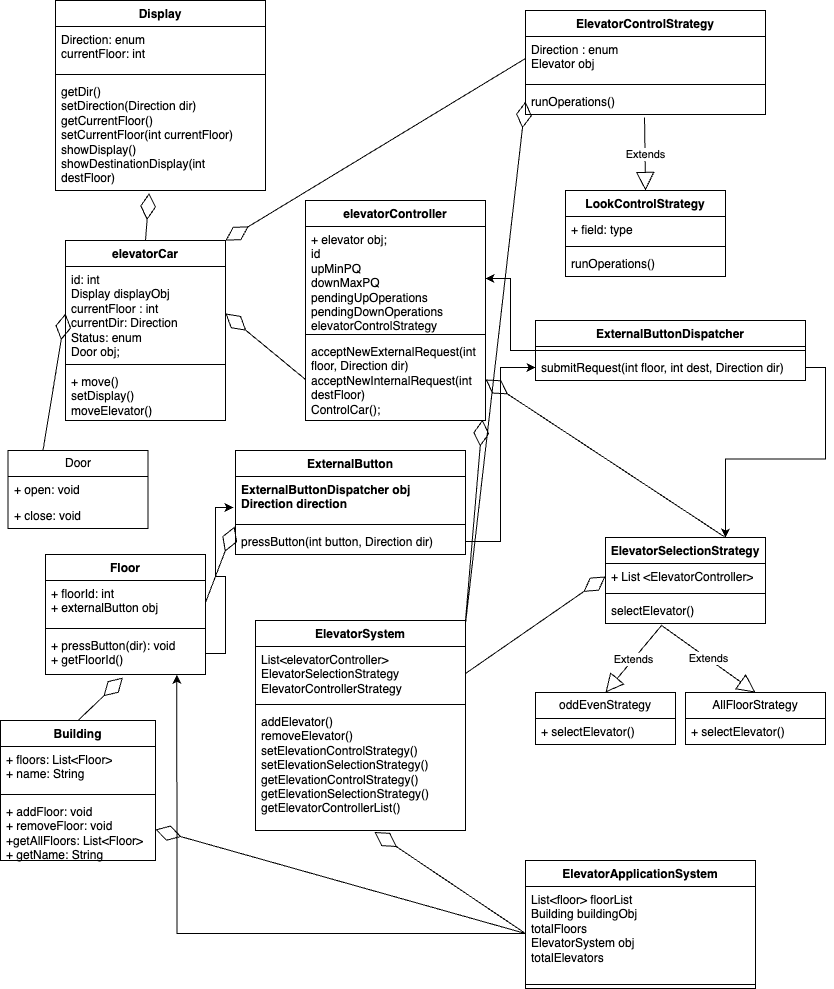 Display
Direction: enum
currentFloor: int
getDir()
setDirection(Direction dir)
getCurrentFloor()
setCurrentFloor(int currentFloor)
showDisplay()
showDestinationDisplay(int
destFloor)
ElevatorControlStrategy
Direction : enum
Elevator obj
runOperations()
Extends
LookControlStrategy
+ field: type
runOperations()
elevatorController
+ elevator obj;
id
upMinPQ
downMaxPQ
pendingUpOperations
pendingDownOperations
elevatorControlStrategy
acceptNewExternalRequest(int
floor, Direction dir)
acceptNewInternalRequest(int
destFloor)
ControlCar();
elevatorCar
id: int
Display displayObj
currentFloor : int
currentDir: Direction
Status: enum
Door obj;
+ move()
setDisplay()
moveElevator()
ExternalButtonDispatcher
submitRequest(int floor, int dest, Direction dir)
Door
+ open: void
+ close: void
ExternalButton
ExternalButtonDispatcher obj
Direction direction
pressButton(int button, Direction dir)
ElevatorSelectionStrategy
+ List <ElevatorController>
selectElevator()
Extends
Extends
oddEvenStrategy
+ selectElevator()
AllFloorStrategy
+ selectElevator()
Floor
+ floorId: int
+ externalButton obj
+ pressButton(dir): void
+ getFloorId()
ElevatorSystem
List<elevatorController>
ElevatorSelectionStrategy
ElevatorControllerStrategy
addElevator()
removeElevator()
setElevationControlStrategy()
setElevationSelectionStrategy()
getElevationControlStrategy()
getElevationSelectionStrategy()
getElevatorControllerList()
Building
+ floors: List<Floor>
+ name: String
+ addFloor: void
+ removeFloor: void
+getAllFloors: List<Floor>
+ getName: String
ElevatorApplicationSystem
List<floor> floorList
Building buildingObj
totalFloors
ElevatorSystem obj
totalElevators